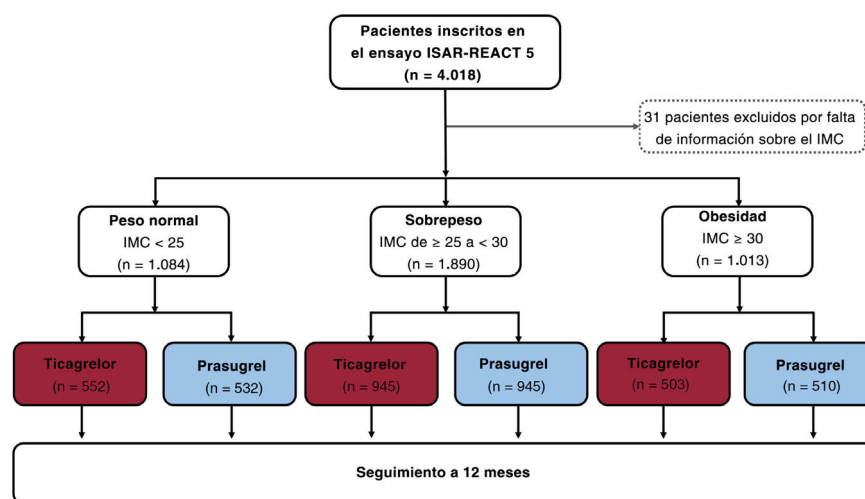 Pacientes inscritos en
el ensayo ISAR-REACT 5
(n = 4.018)
31 pacientes excluidos por falta
de información sobre el IMC
Peso normal
IMC < 25
(n = 1.084)
Sobrepeso
IMC de ≥ 25 a < 30
(n = 1.890)
Obesidad
IMC ≥ 30
(n = 1.013)
Ticagrelor
(n = 552)
Prasugrel
(n = 532)
Ticagrelor
(n = 945)
Prasugrel
(n = 945)
Ticagrelor
(n = 503)
Prasugrel
(n = 510)
Seguimiento a 12 meses